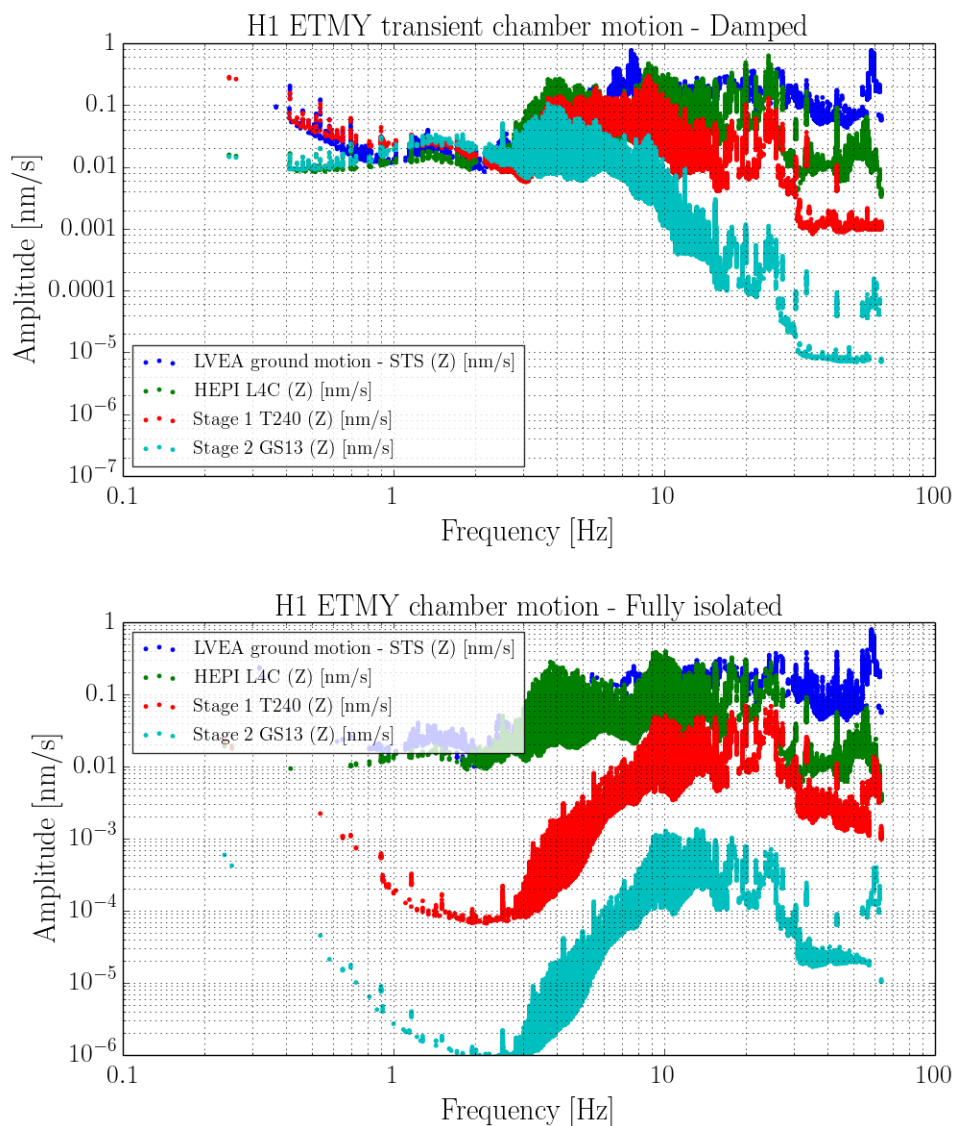 H1 ETMY transient chamber motion - Damped
1
0.1
0.01
0.001
0.0001
10⁻⁵
10⁻⁶
10⁻⁷
Amplitude [nm/s]
LVEA ground motion - STS (Z) [nm/s]
HEPI L4C (Z) [nm/s]
Stage 1 T240 (Z) [nm/s]
Stage 2 GS13 (Z) [nm/s]
0.1 1 10 100
Frequency [Hz]
H1 ETMY chamber motion - Fully isolated
1
0.1
0.01
10⁻³
10⁻⁴
10⁻⁵
10⁻⁶
Amplitude [nm/s]
LVEA ground motion - STS (Z) [nm/s]
HEPI L4C (Z) [nm/s]
Stage 1 T240 (Z) [nm/s]
Stage 2 GS13 (Z) [nm/s]
0.1 1 10 100
Frequency [Hz]